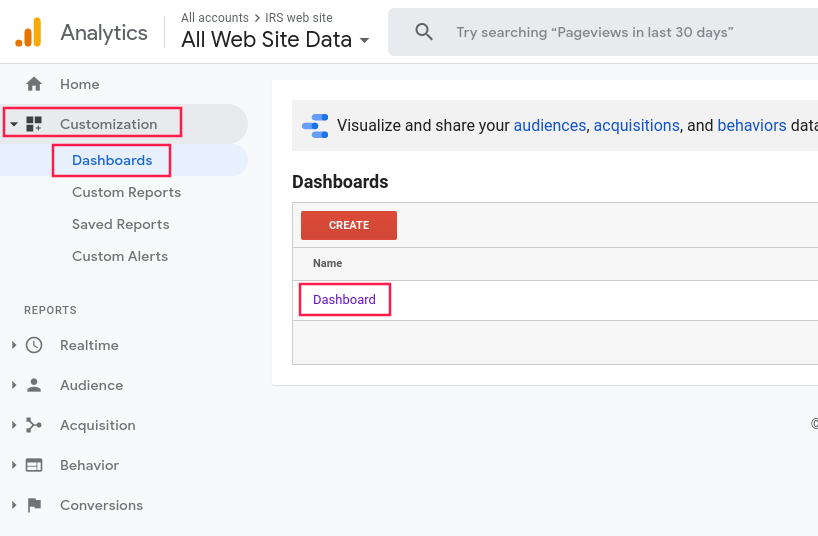 Analytics
All accounts > IRS web site
All Web Site Data
Try searching “Pageviews in last 30 days”
Home
Customization
Dashboards
Custom Reports
Saved Reports
Custom Alerts
REPORTS
Realtime
Audience
Acquisition
Behavior
Conversions
Visualize and share your audiences, acquisitions, and behaviors data
Dashboards
CREATE
Name
Dashboard
©